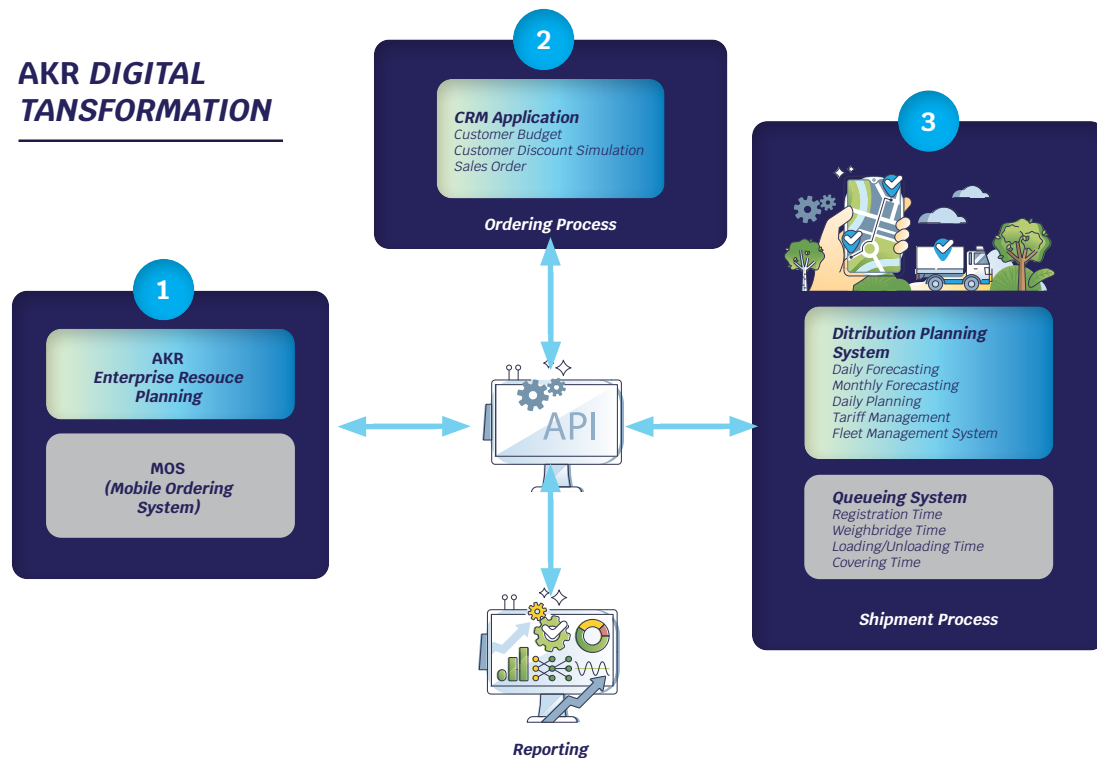 AKR DIGITAL
TANSFORMATION
1
AKR
Enterprise Resouce
Planning
MOS
(Mobile Ordering
System)
2
CRM Application
Customer Budget
Customer Discount Simulation
Sales Order
Ordering Process
API
Reporting
3
Ditribution Planning
System
Daily Forecasting
Monthly Forecasting
Daily Planning
Tariff Management
Fleet Management System
Queueing System
Registration Time
Weighbridge Time
Loading/Unloading Time
Covering Time
Shipment Process